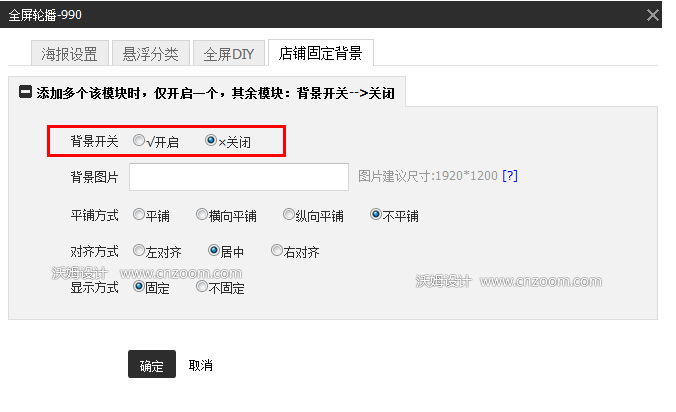 全屏轮播-990
海报设置 悬浮分类 全屏DIY 店铺固定背景
添加多个该模块时，仅开启一个，其余模块：背景开关-->关闭
背景开关 √开启 ×关闭
背景图片 图片建议尺寸:1920*1200 [?]
平铺方式 平铺 横向平铺 纵向平铺 不平铺
对齐方式 左对齐 居中 右对齐
沃姆设计 www.cnzoom.com 沃姆设计 www.cnzoom.com
显示方式 固定 不固定
确定 取消